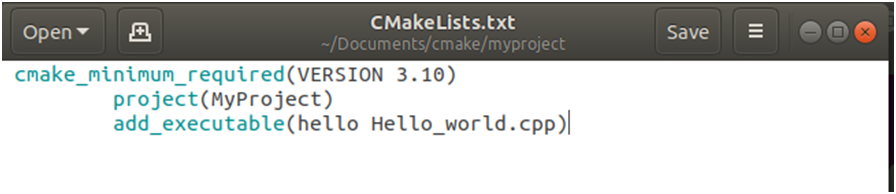 Open
CMakeLists.txt
~/Documents/cmake/myproject
Save
cmake_minimum_required(VERSION 3.10)
project(MyProject)
add_executable(hello Hello_world.cpp)